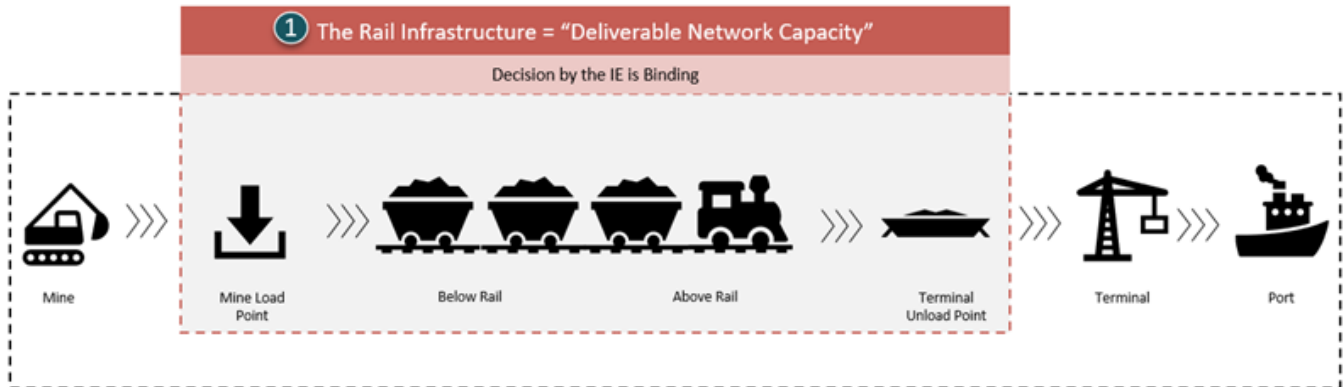 1 The Rail Infrastructure = “Deliverable Network Capacity”
Decision by the IE is Binding
Mine
Mine Load
Point
Below Rail
Above Rail
Terminal
Unload Point
Terminal
Port